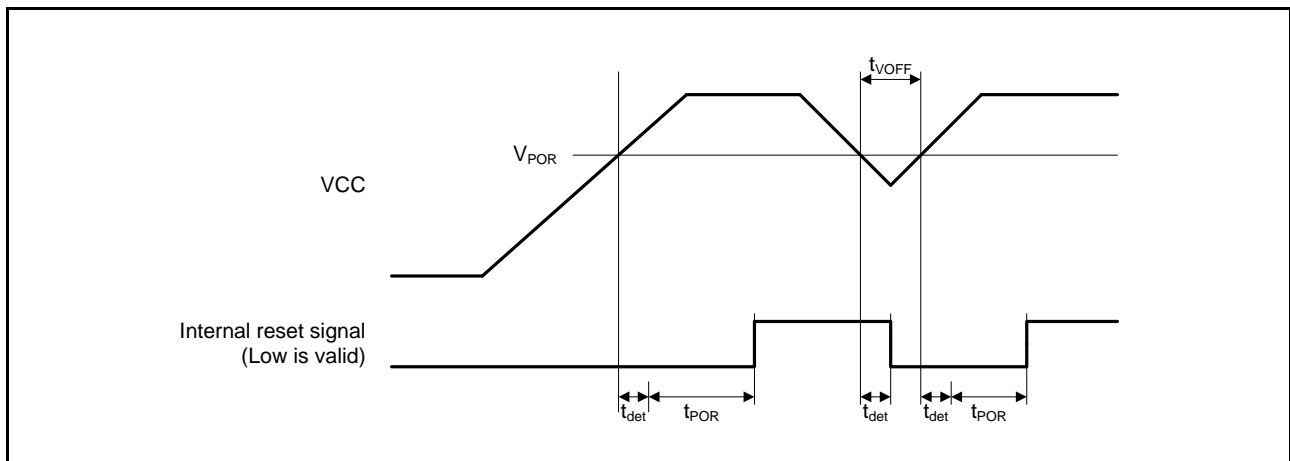 tVOFF
VPOR
VCC
Internal reset signal
(Low is valid)
tdet
tPOR
tdet
tdet
tPOR